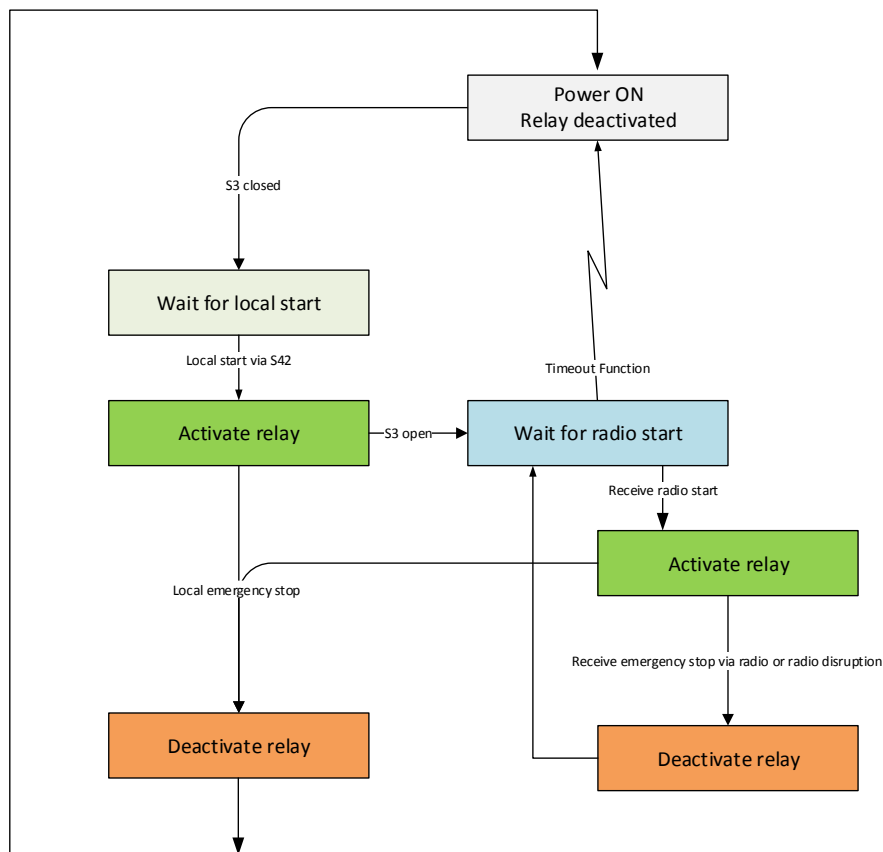 Power ON
Relay deactivated
S3 closed
Wait for local start
Local start via S42
Timeout Function
Activate relay
S3 open
Wait for radio start
Receive radio start
Activate relay
Local emergency stop
Receive emergency stop via radio or radio disruption
Deactivate relay
Deactivate relay